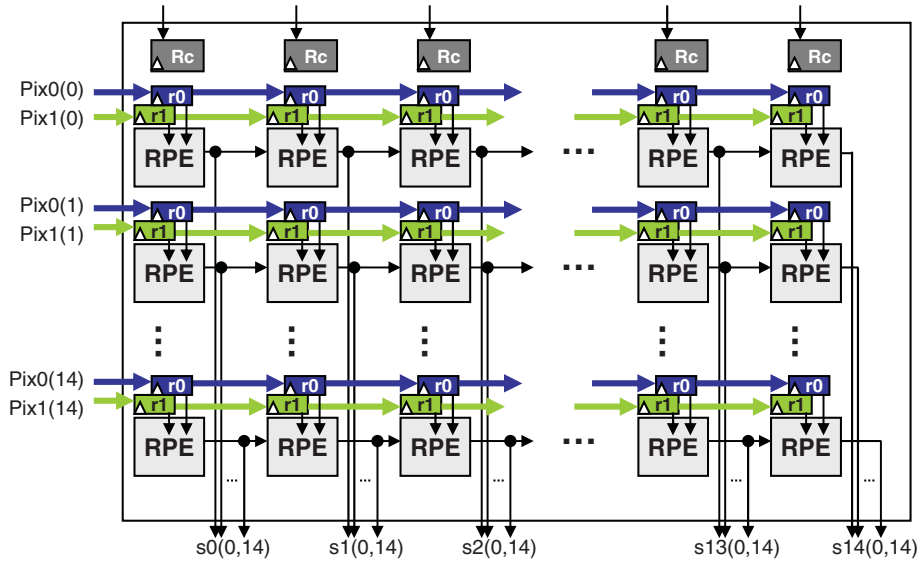 Rc Rc Rc Rc Rc
Pix0(0) r0 r0 r0 r0 r0
Pix1(0) r1 r1 r1 r1 r1
RPE RPE RPE ... RPE RPE
Pix0(1) r0 r0 r0 r0 r0
Pix1(1) r1 r1 r1 r1 r1
RPE RPE RPE ... RPE RPE
Pix0(14) r0 r0 r0 r0 r0
Pix1(14) r1 r1 r1 r1 r1
RPE RPE RPE ... RPE RPE
... ... ... ... ...
s0(0,14) s1(0,14) s2(0,14) s13(0,14) s14(0,14)